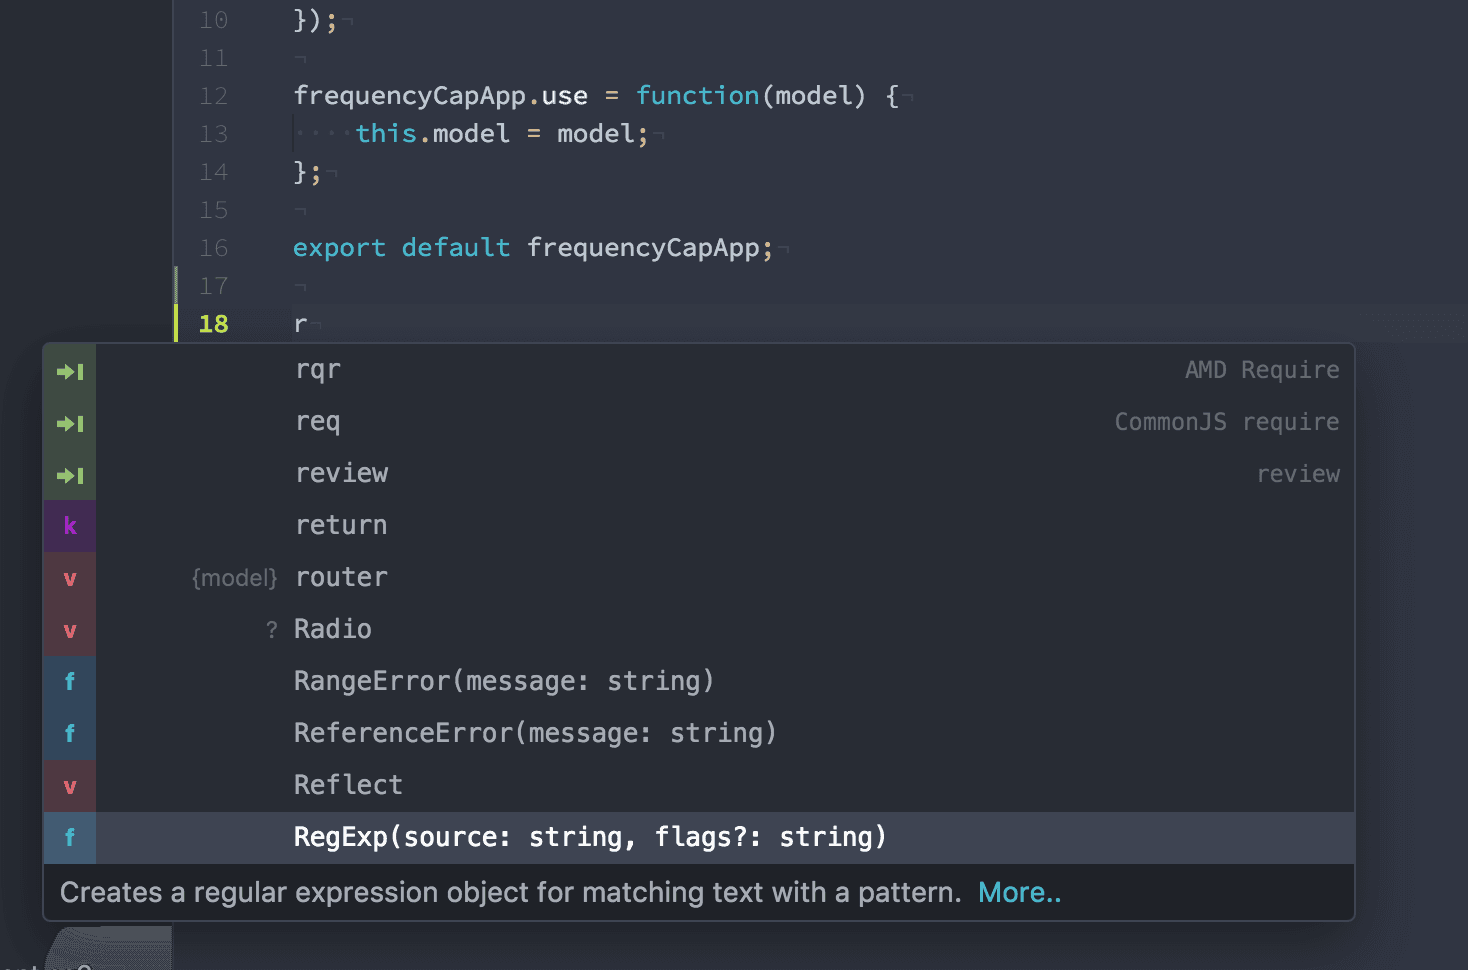 10 });
11
12 frequencyCapApp.use = function(model) {
13 this.model = model;
14 };
15
16 export default frequencyCapApp;
17
18 r
rqr AMD Require
req CommonJS require
review review
k return
v {model} router
v ? Radio
f RangeError(message: string)
f ReferenceError(message: string)
v Reflect
f RegExp(source: string, flags?: string)
Creates a regular expression object for matching text with a pattern. More..